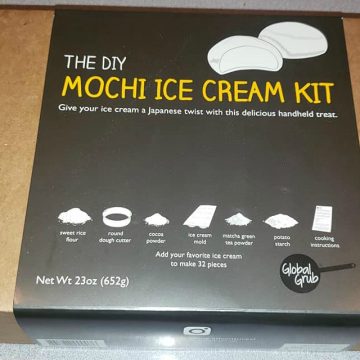 THE DIY
MOCHI ICE CREAM KIT
Give your ice cream a Japanese twist with this delicious handheld treat.
sweet rice flour
round dough cutter
cocoa powder
ice cream mold
matcha green tea powder
potato starch
cooking instructions
Add your favorite ice cream
to make 32 pieces
Net Wt 23oz (652g)
Global
Grub